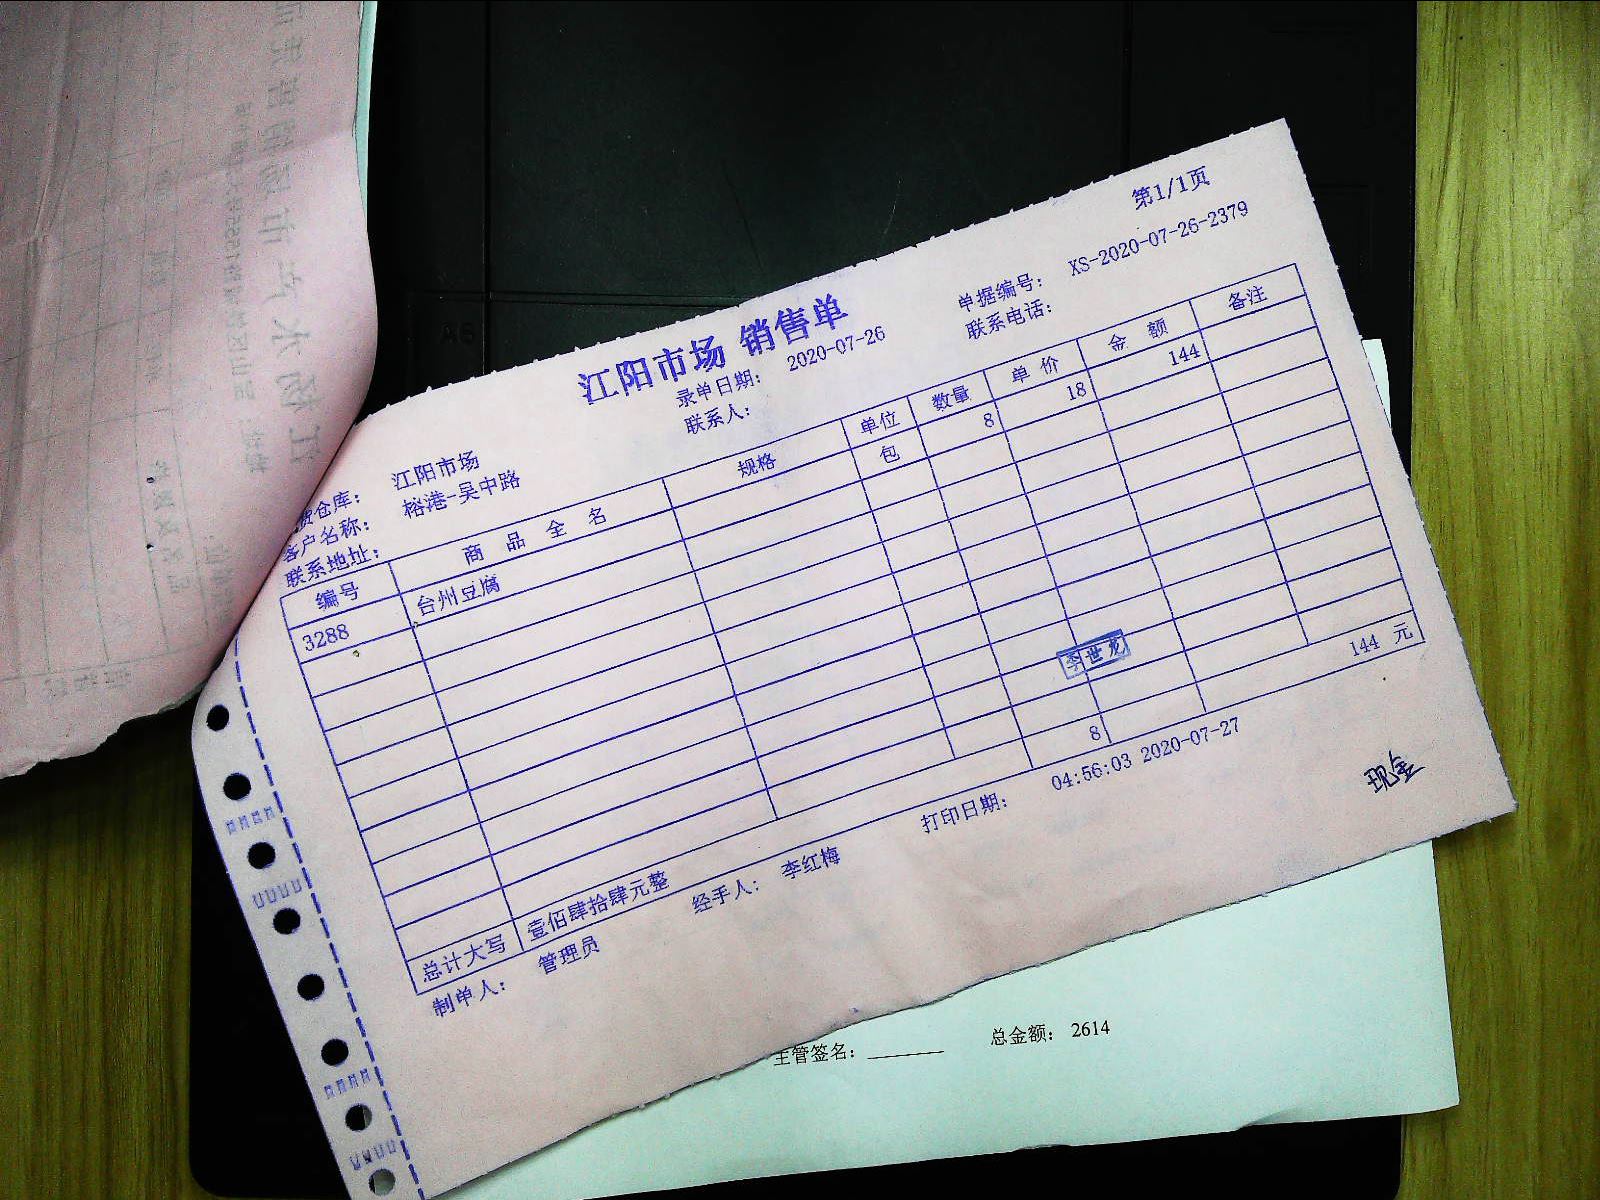 第1/1页
江阳市场 销售单
单据编号: XS-2020-07-26-2379
录单日期: 2020-07-26
联系电话:
联系人:
货仓库: 江阳市场
客户名称: 榕港-吴中路
联系地址:
编号 商品全名 规格 单位 数量 单价 金额 备注
3288 台州豆腐 包 8 18 144
李世龙
8
144 元
总计大写 壹佰肆拾肆元整
制单人: 管理员 经手人: 李红梅 打印日期: 04:56:03 2020-07-27
现金
主管签名: ________ 总金额: 2614